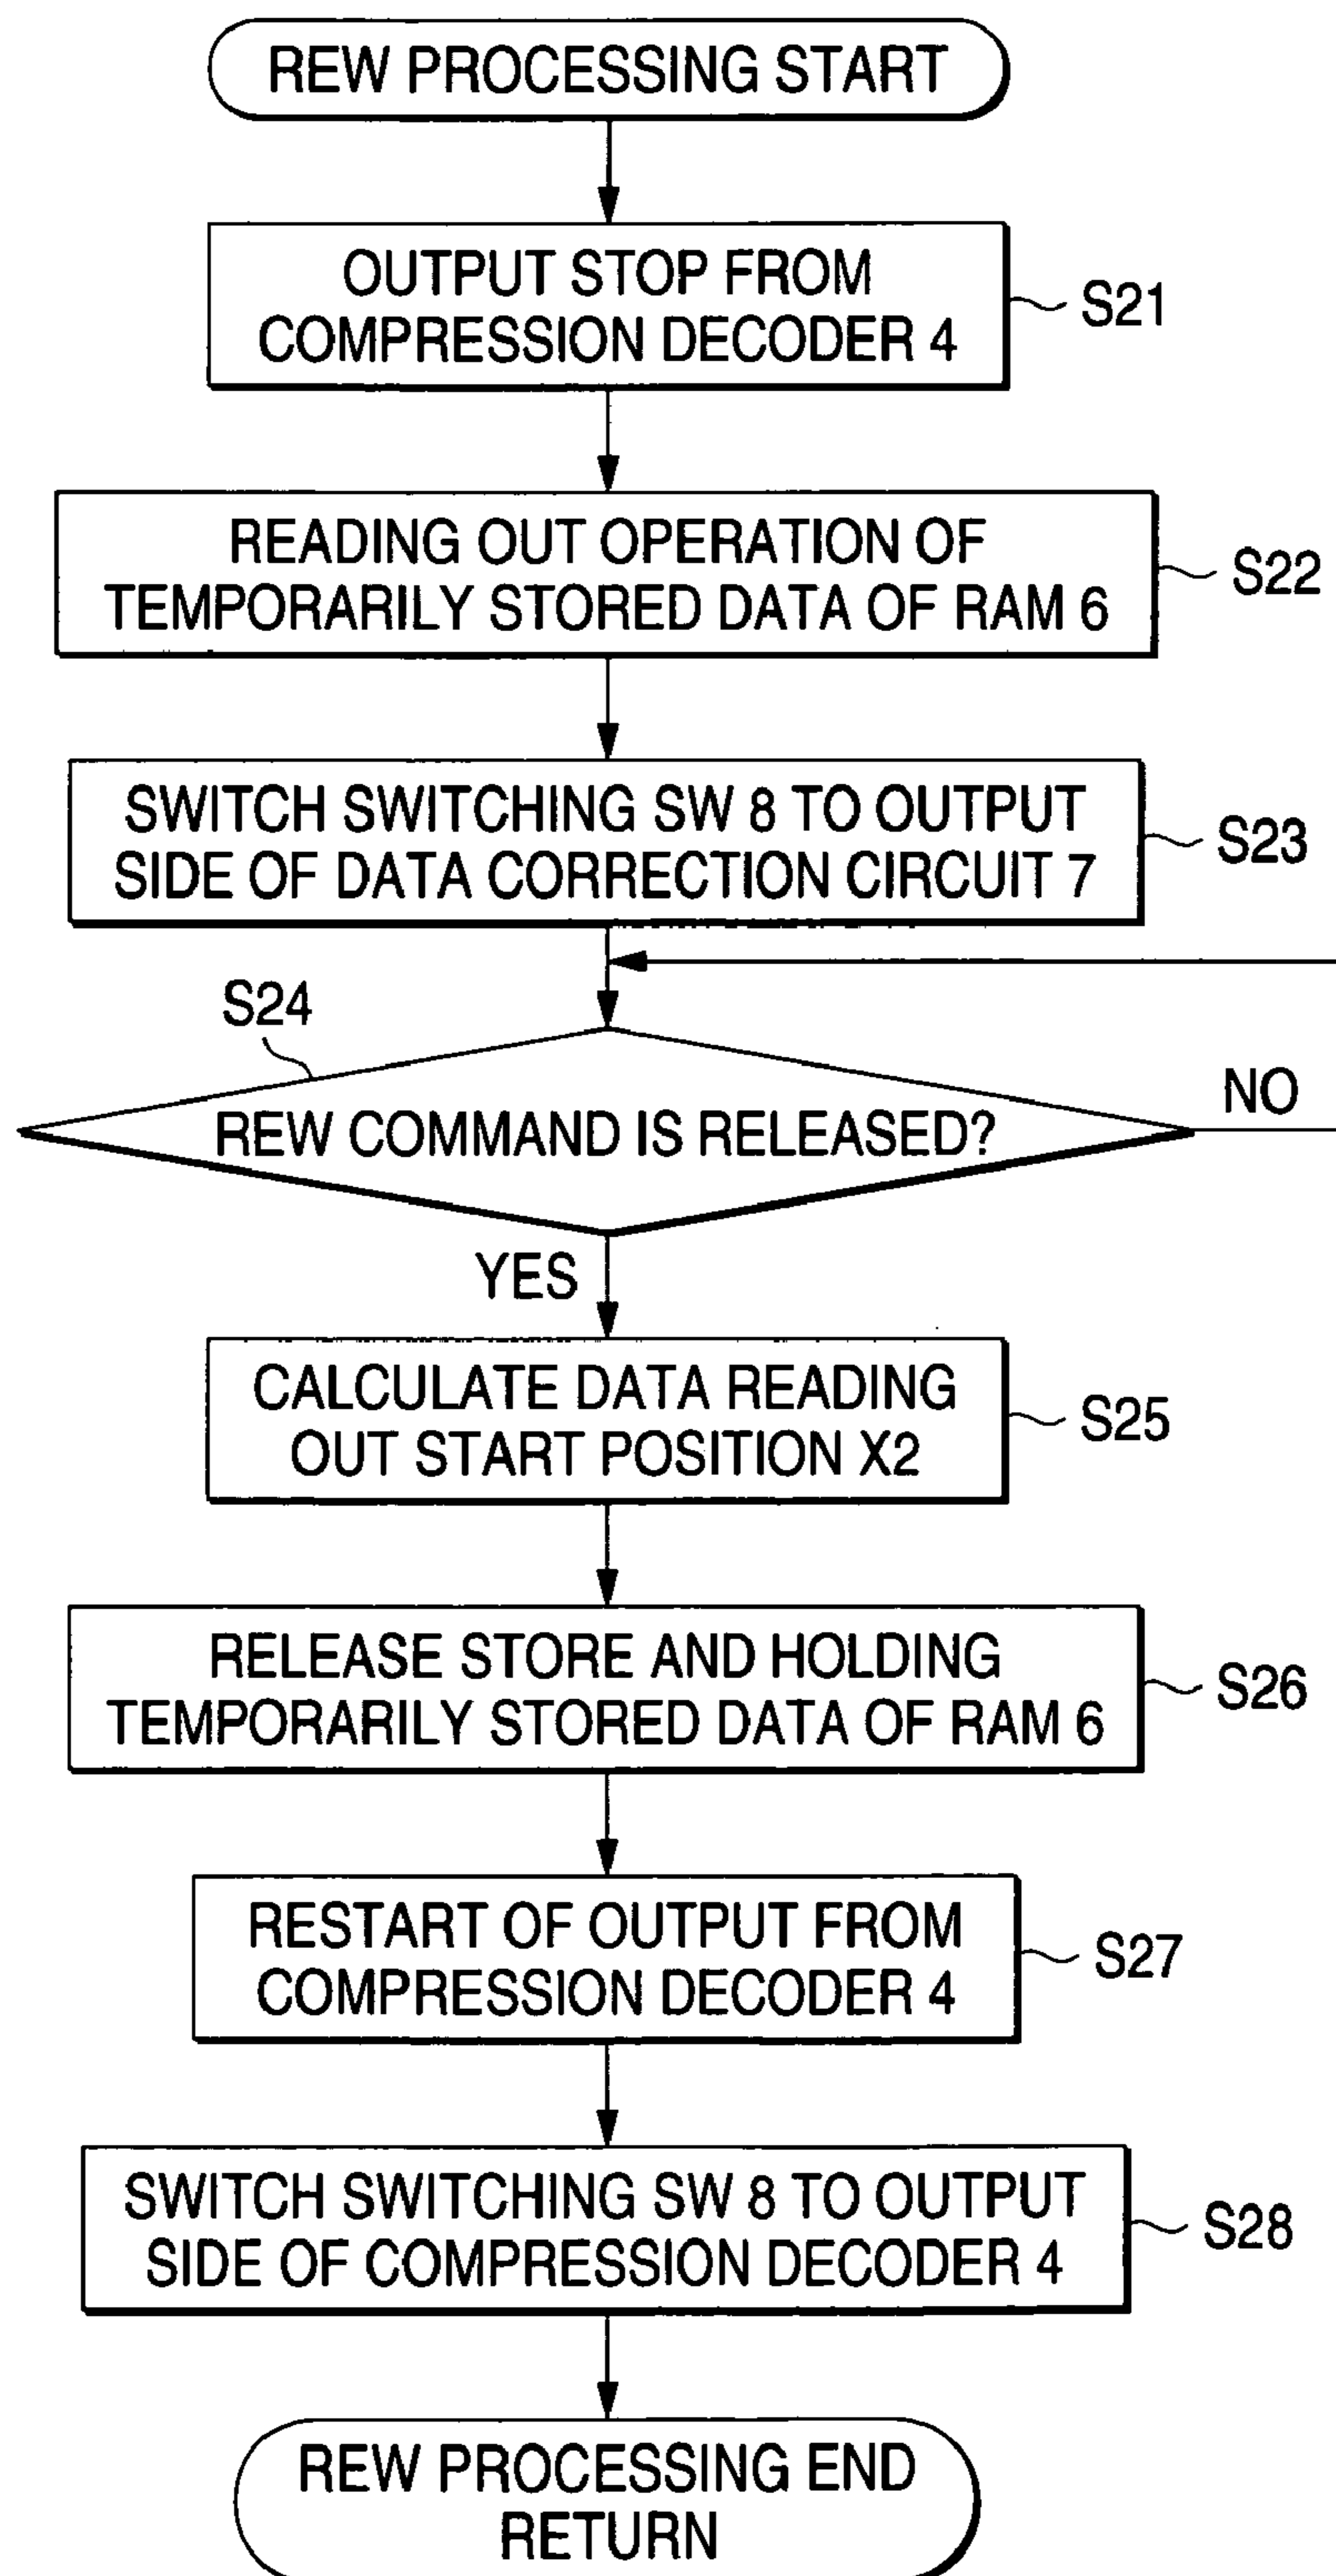 REW PROCESSING START
OUTPUT STOP FROM
COMPRESSION DECODER 4
S21
READING OUT OPERATION OF
TEMPORARILY STORED DATA OF RAM 6
S22
SWITCH SWITCHING SW 8 TO OUTPUT
SIDE OF DATA CORRECTION CIRCUIT 7
S23
S24
REW COMMAND IS RELEASED?
NO
YES
CALCULATE DATA READING
OUT START POSITION X2
S25
RELEASE STORE AND HOLDING
TEMPORARILY STORED DATA OF RAM 6
S26
RESTART OF OUTPUT FROM
COMPRESSION DECODER 4
S27
SWITCH SWITCHING SW 8 TO OUTPUT
SIDE OF COMPRESSION DECODER 4
S28
REW PROCESSING END
RETURN